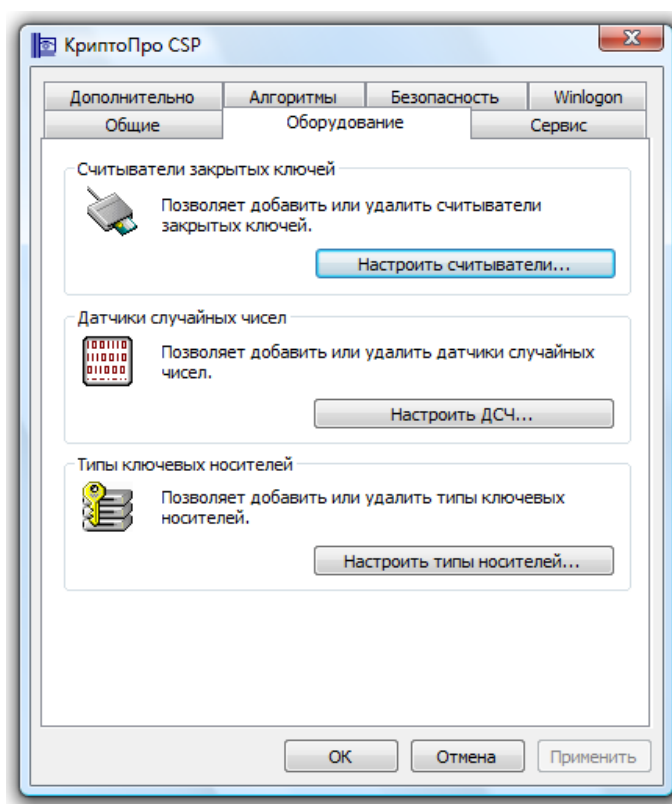 КриптоПро CSP
Дополнительно Алгоритмы Безопасность Winlogon
Общие Оборудование Сервис
Считыватели закрытых ключей
Позволяет добавить или удалить считыватели
закрытых ключей.
Настроить считыватели...
Датчики случайных чисел
Позволяет добавить или удалить датчики случайных
чисел.
Настроить ДСЧ...
Типы ключевых носителей
Позволяет добавить или удалить типы ключевых
носителей.
Настроить типы носителей...
ОК Отмена Применить